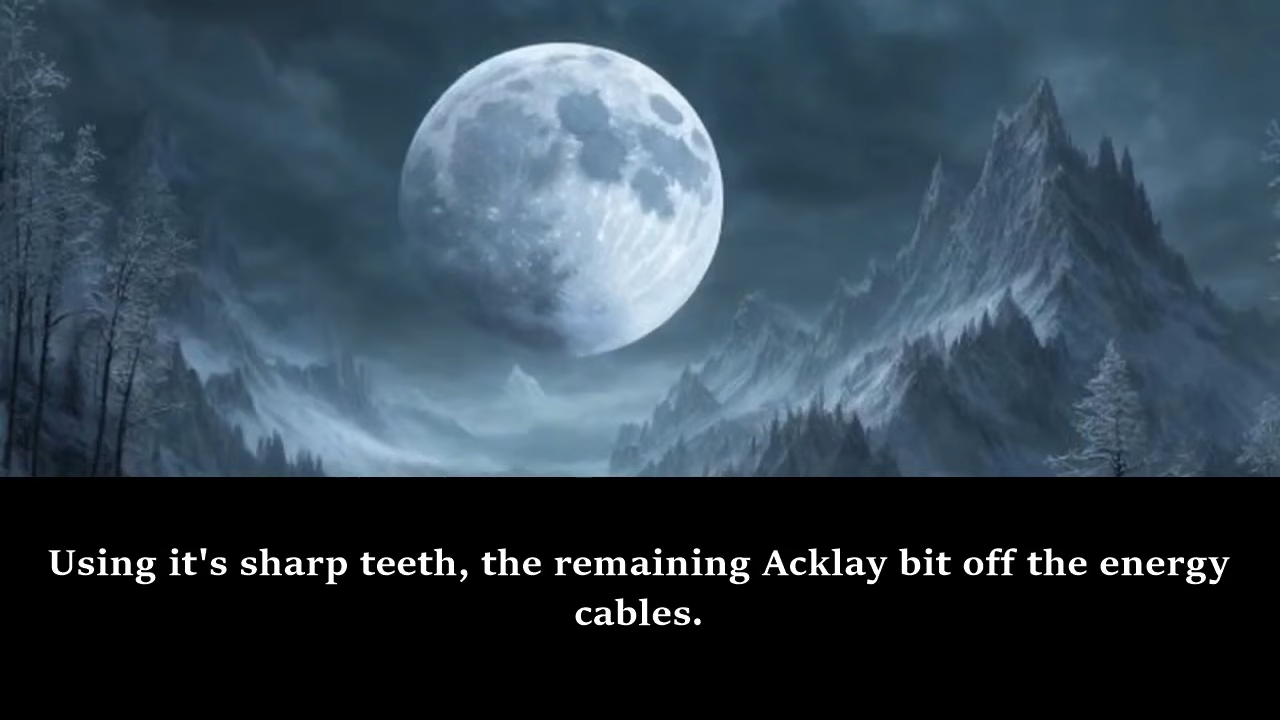 Using it's sharp teeth, the remaining Acklay bit off the energy
cables.